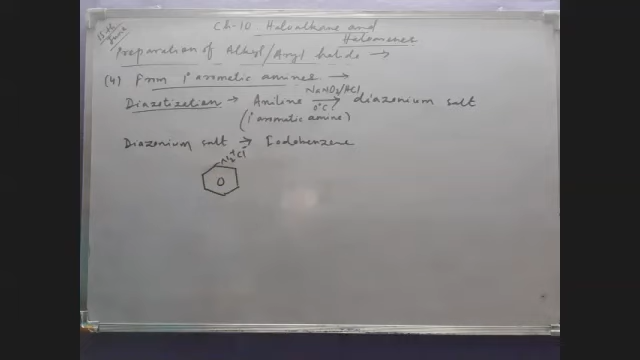 Ch-10 Haloalkane and
Haloarenes
Preparation of Alkyl/Aryl halide →
(4) From 1° aromatic amines →
Diazotization → Aniline NaNO2/HCl → diazonium salt
0°C
(1° aromatic amine)
Diazonium salt → Iodobenzene
N2+Cl-